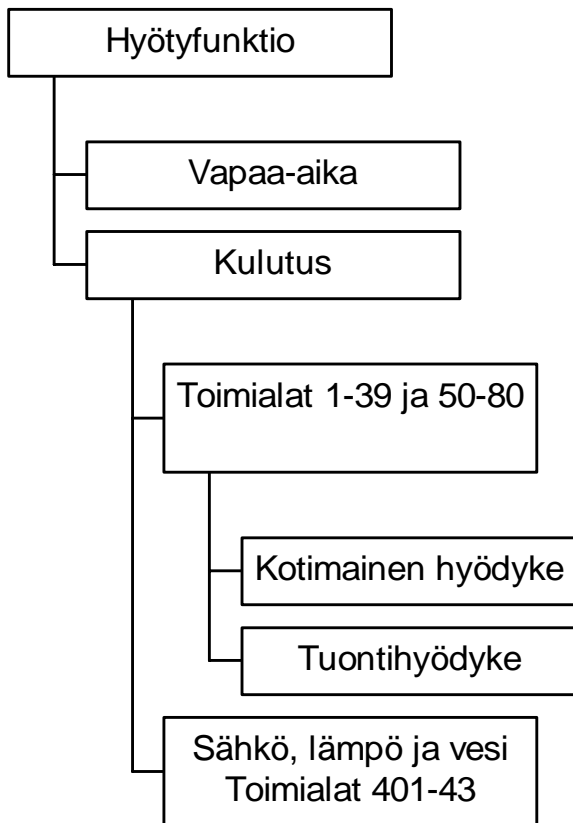 Hyötyfunktio
Vapaa-aika
Kulutus
Toimialat 1-39 ja 50-80
Kotimainen hyödyke
Tuontihyödyke
Sähkö, lämpö ja vesi
Toimialat 401-43